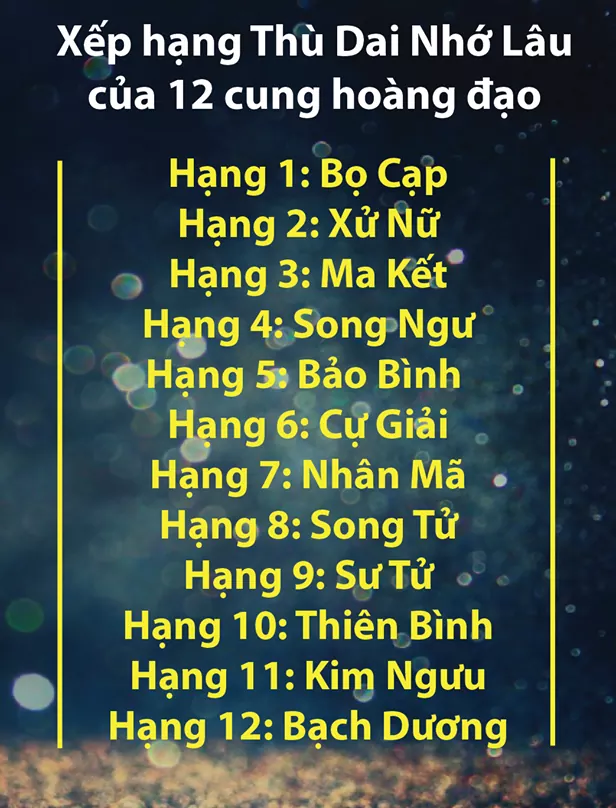 Xếp hạng Thù Dai Nhớ Lâu
của 12 cung hoàng đạo
Hạng 1: Bọ Cạp
Hạng 2: Xử Nữ
Hạng 3: Ma Kết
Hạng 4: Song Ngư
Hạng 5: Bảo Bình
Hạng 6: Cự Giải
Hạng 7: Nhân Mã
Hạng 8: Song Tử
Hạng 9: Sư Tử
Hạng 10: Thiên Bình
Hạng 11: Kim Ngưu
Hạng 12: Bạch Dương